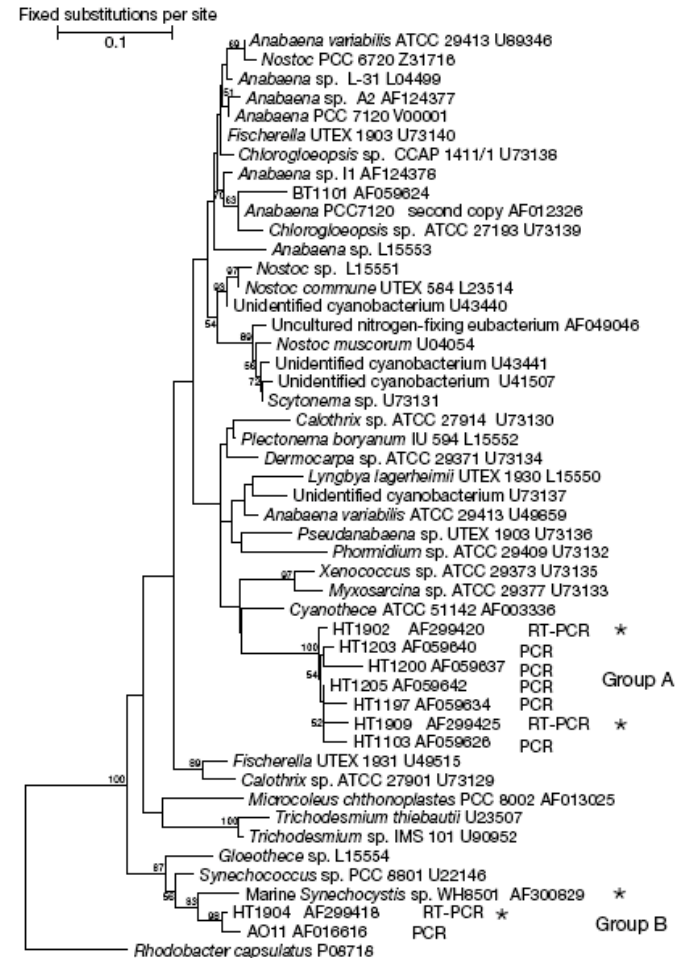 Fixed substitutions per site
0.1
69
Anabaena variabilis ATCC 29413 U89346
Nostoc PCC 6720 Z31716
Anabaena sp. L-31 L04499
51
Anabaena sp. A2 AF124377
Anabaena PCC 7120 V00001
Fischerella UTEX 1903 U73140
Chlorogloeopsis sp. CCAP 1411/1 U73138
Anabaena sp. I1 AF124378
70
63
BT1101 AF059624
Anabaena PCC7120 second copy AF012326
Chlorogloeopsis sp. ATCC 27193 U73139
Anabaena sp. L15553
97
Nostoc sp. L15551
93
Nostoc commune UTEX 584 L23514
Unidentified cyanobacterium U43440
54
Uncultured nitrogen-fixing eubacterium AF049046
89
Nostoc muscorum U04054
56
Unidentified cyanobacterium U43441
72
Unidentified cyanobacterium U41507
Scytonema sp. U73131
Calothrix sp. ATCC 27914 U73130
Plectonema boryanum IU 594 L15552
Dermocarpa sp. ATCC 29371 U73134
Lyngbya lagerheimii UTEX 1930 L15550
Unidentified cyanobacterium U73137
Anabaena variabilis ATCC 29413 U49859
Pseudanabaena sp. UTEX 1903 U73136
Phormidium sp. ATCC 29409 U73132
97
Xenococcus sp. ATCC 29373 U73135
Myxosarcina sp. ATCC 29377 U73133
Cyanothece ATCC 51142 AF003336
HT1902 AF299420 RT-PCR *
100
HT1203 AF059640 PCR
HT1200 AF059637 PCR
54
HT1205 AF059642 PCR
Group A
HT1197 AF059634 PCR
52
HT1909 AF299425 RT-PCR *
HT1103 AF059626 PCR
89
Fischerella UTEX 1931 U49515
Calothrix sp. ATCC 27901 U73129
100
Microcoleus chthonoplastes PCC 8002 AF013025
100
Trichodesmium thiebautii U23507
Trichodesmium sp. IMS 101 U90952
87
Gloeothece sp. L15554
56
Synechococcus sp. PCC 8801 U22146
83
Marine Synechocystis sp. WH8501 AF300829 *
98
HT1904 AF299418 RT-PCR *
Group B
AO11 AF016616 PCR
Rhodobacter capsulatus P08718